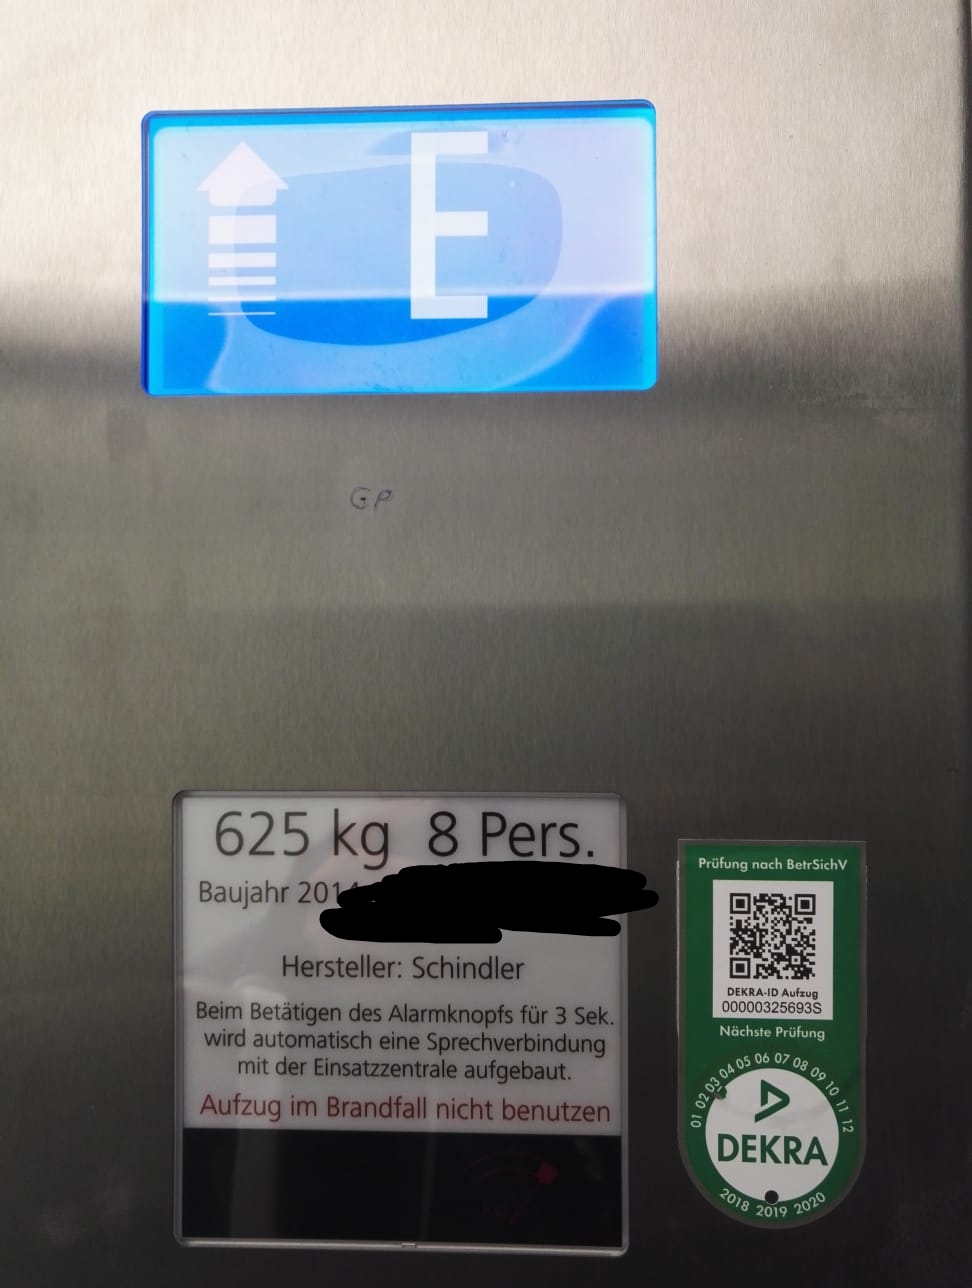 E
GP
625 kg 8 Pers.
Baujahr 2014
Hersteller: Schindler
Beim Betätigen des Alarmknopfs für 3 Sek.
wird automatisch eine Sprechverbindung
mit der Einsatzzentrale aufgebaut.
Aufzug im Brandfall nicht benutzen
Prüfung nach BetrSichV
DEKRA-ID Aufzug
00000325693S
Nächste Prüfung
01 02 03 04 05 06 07 08 09 10 11 12
DEKRA
2018 2019 2020